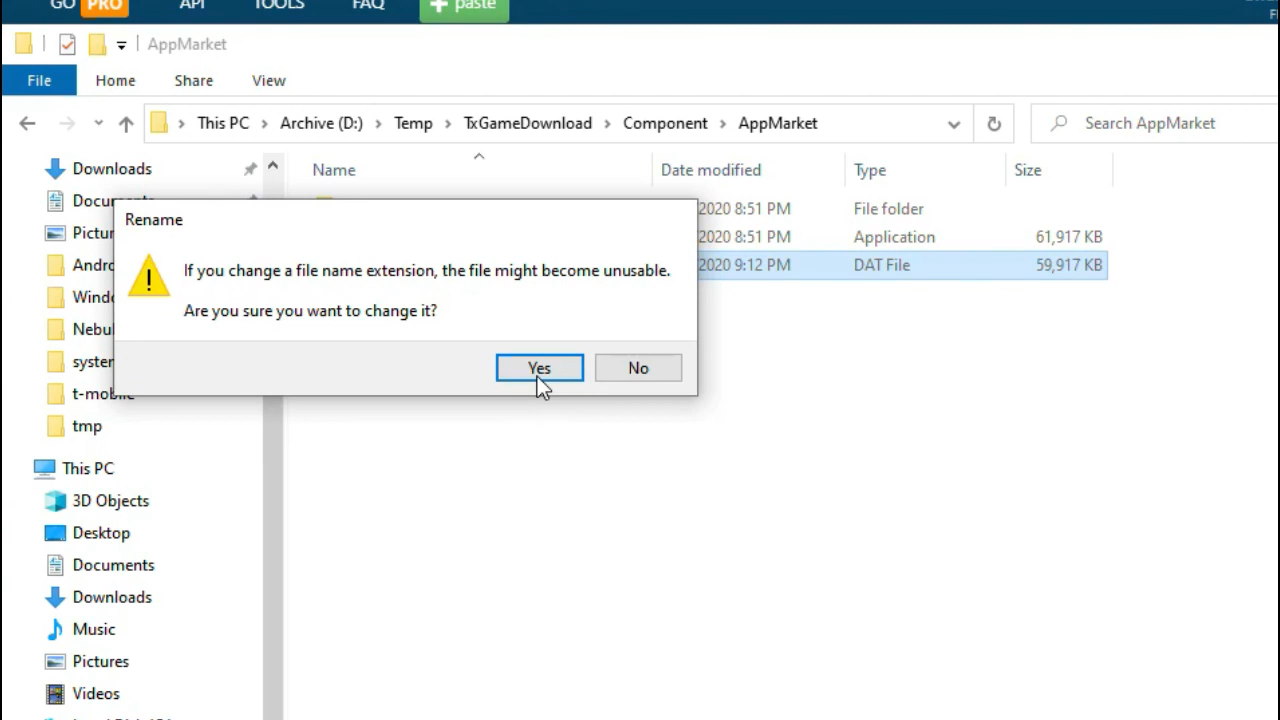 GO PRO API TOOLS FAQ + paste
AppMarket
File Home Share View
This PC > Archive (D:) > Temp > TxGameDownload > Component > AppMarket
Search AppMarket
Name Date modified Type Size
Downloads
2020 8:51 PM File folder
2020 8:51 PM Application 61,917 KB
2020 9:12 PM DAT File 59,917 KB
Rename
If you change a file name extension, the file might become unusable.
Are you sure you want to change it?
Yes No
t-mobile
tmp
This PC
3D Objects
Desktop
Documents
Downloads
Music
Pictures
Videos